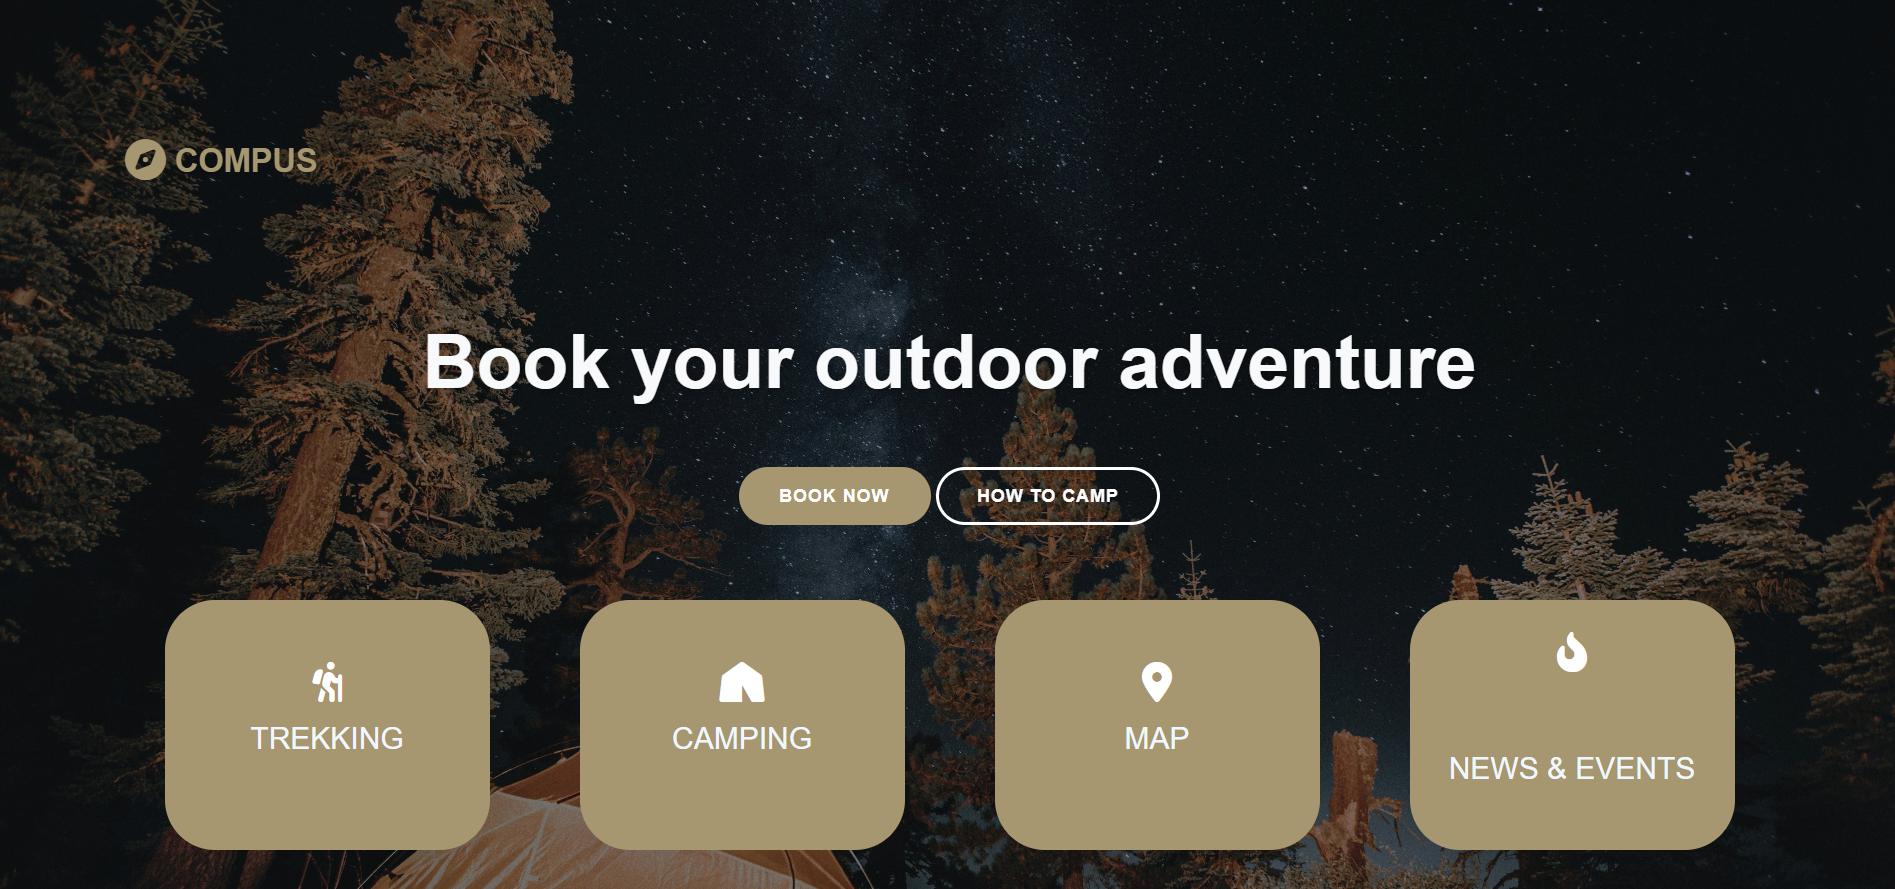 COMPUS
Book your outdoor adventure
BOOK NOW
HOW TO CAMP
TREKKING
CAMPING
MAP
NEWS & EVENTS